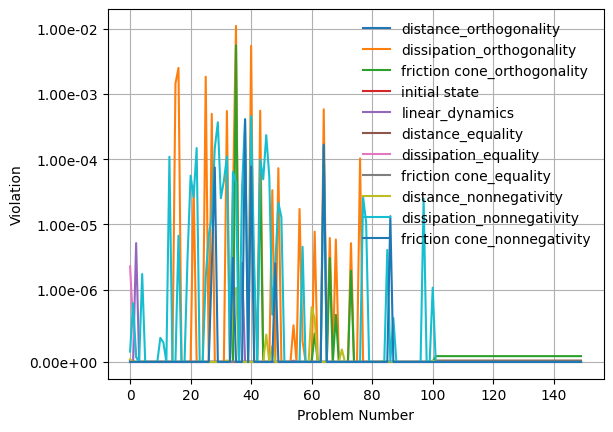 1.00e-02
1.00e-03
1.00e-04
1.00e-05
1.00e-06
0.00e+00
Violation
distance_orthogonality
dissipation_orthogonality
friction cone_orthogonality
initial state
linear_dynamics
distance_equality
dissipation_equality
friction cone_equality
distance_nonnegativity
dissipation_nonnegativity
friction cone_nonnegativity
0 20 40 60 80 100 120 140
Problem Number